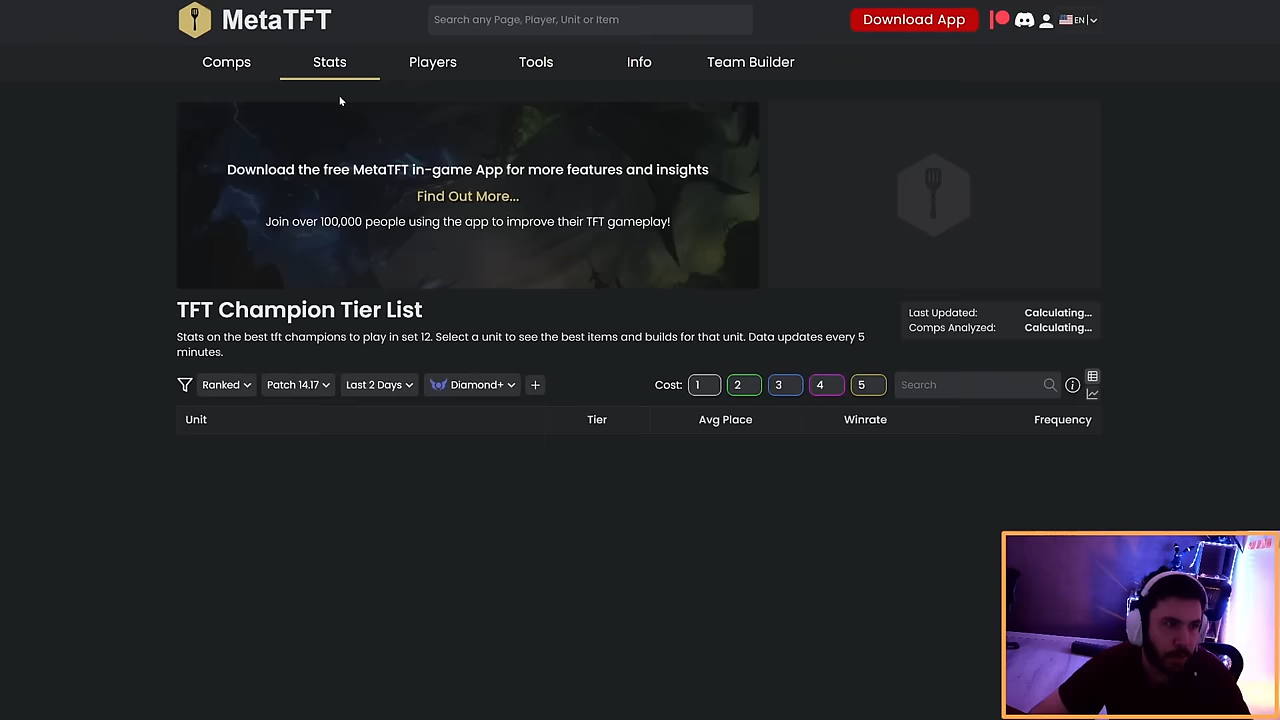 MetaTFT
Search any Page, Player, Unit or Item
Download App
EN
Comps
Stats
Players
Tools
Info
Team Builder
Download the free MetaTFT in-game App for more features and insights
Find Out More...
Join over 100,000 people using the app to improve their TFT gameplay!
TFT Champion Tier List
Stats on the best tft champions to play in set 12. Select a unit to see the best items and builds for that unit. Data updates every 5
minutes.
Last Updated: Calculating...
Comps Analyzed: Calculating...
Ranked
Patch 14.17
Last 2 Days
Diamond+
+
Cost: 1 2 3 4 5
Search
Unit Tier Avg Place Winrate Frequency